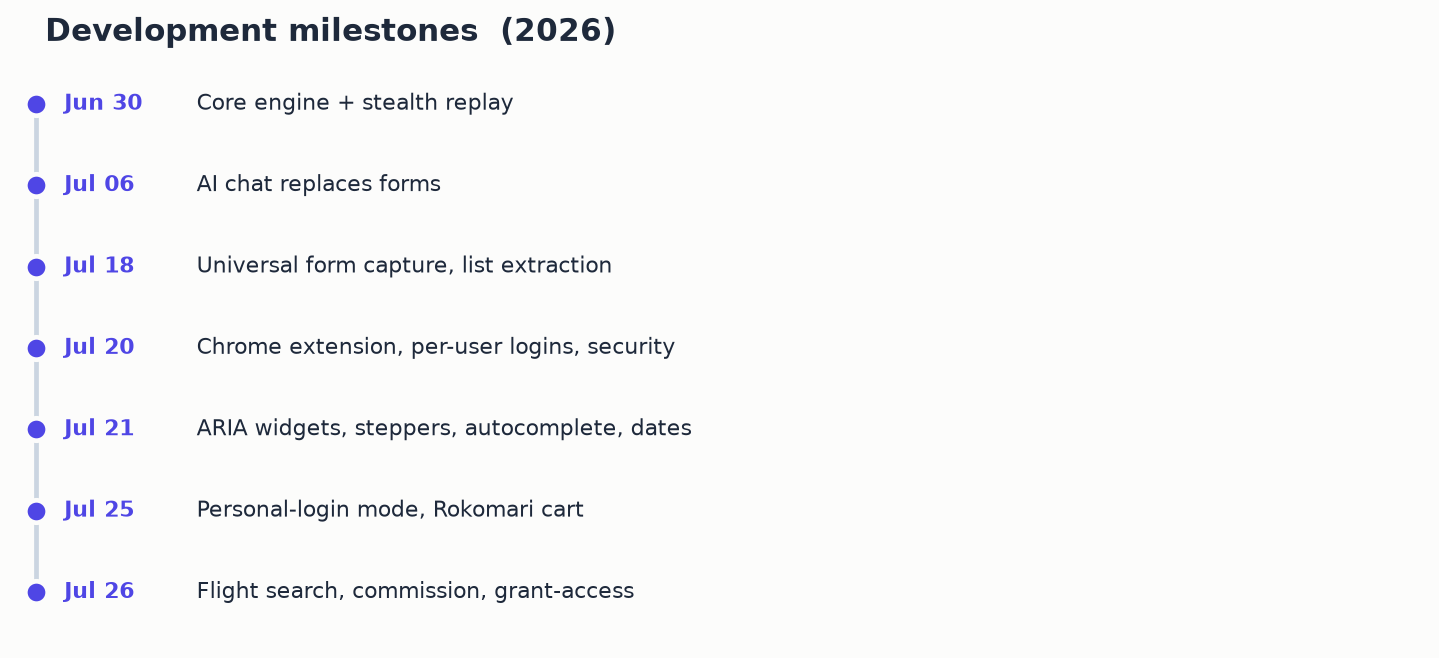 Development milestones (2026)
Jun 30 Core engine + stealth replay
Jul 06 AI chat replaces forms
Jul 18 Universal form capture, list extraction
Jul 20 Chrome extension, per-user logins, security
Jul 21 ARIA widgets, steppers, autocomplete, dates
Jul 25 Personal-login mode, Rokomari cart
Jul 26 Flight search, commission, grant-access